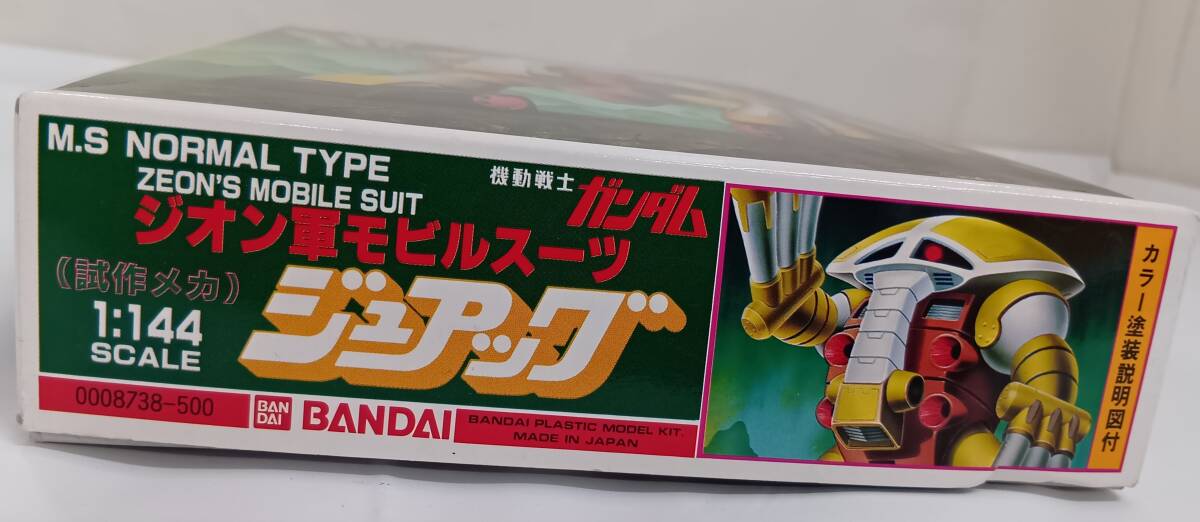 M.S NORMAL TYPE
ZEON'S MOBILE SUIT
機動戦士 ガンダム
ジオン軍モビルスーツ
(試作メカ)
1:144
SCALE
ジュアッグ
0008738-500
BAN
DAI
BANDAI
BANDAI PLASTIC MODEL KIT.
MADE IN JAPAN
カラー塗装説明図付